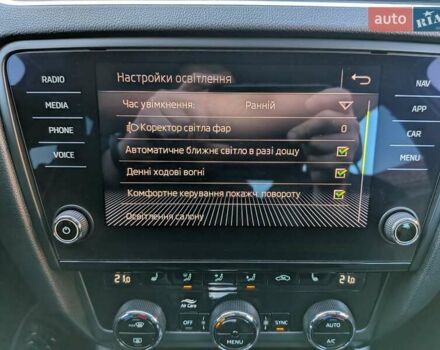 auto RIA
RADIO
MEDIA
PHONE
VOICE
Настройки освітлення
Час увімкнення: Ранній
Коректор світла фар 0
Автоматичне ближнє світло в разі дощу
Денні ходові вогні
Комфортне керування покажч. повороту
Освітлення салону
NAV
APP
CAR
MENU
21.0
21.0
Air Care
OFF
MENU
SYNC
AUTO
A/C